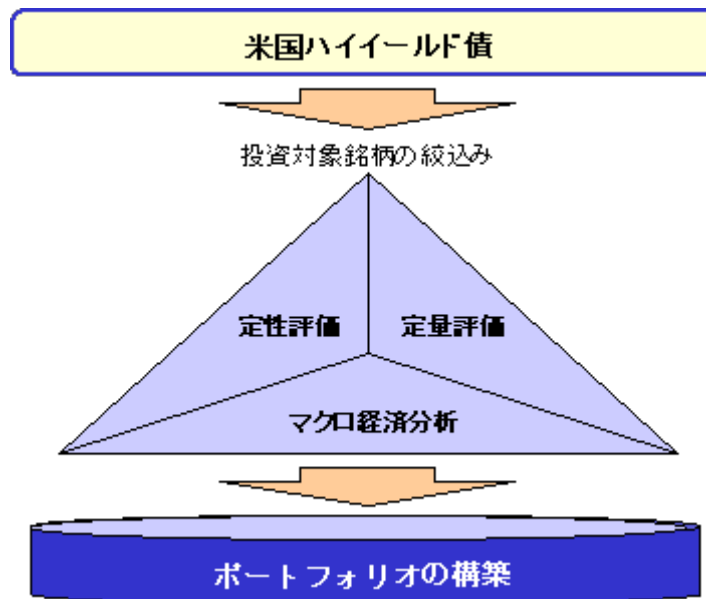 米国ハイイールド債
投資対象銘柄の絞込み
定性評価
定量評価
マクロ経済分析
ポートフォリオの構築